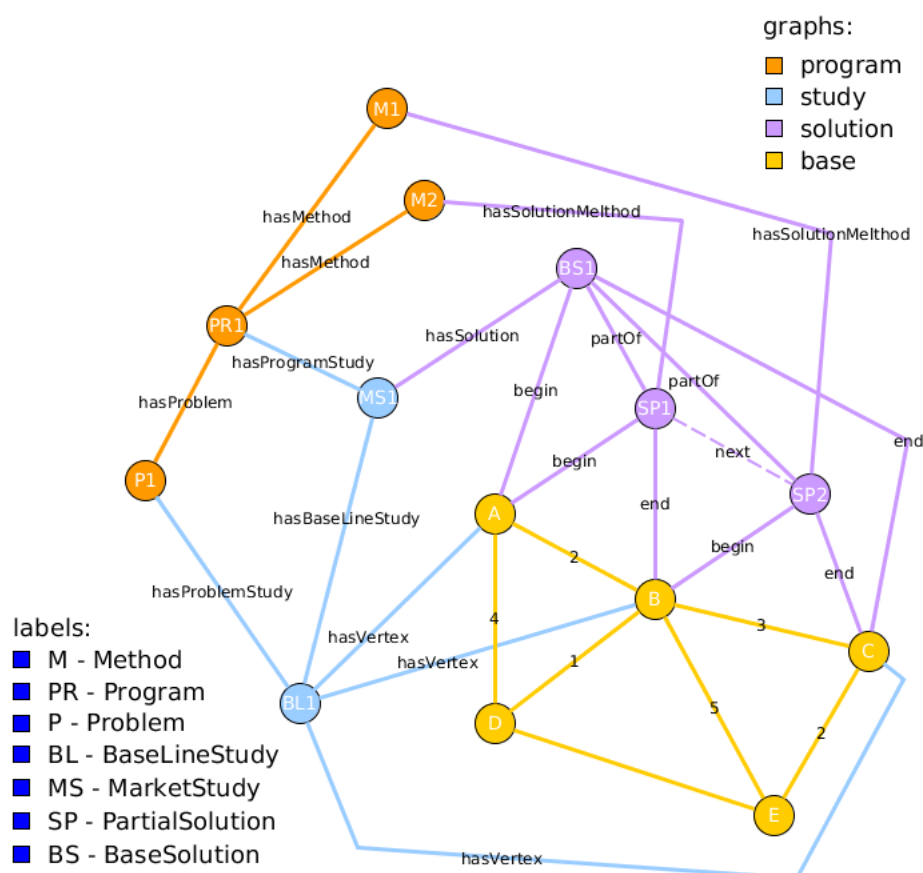 graphs:
program
study
solution
base
M1
M2
hasSolutionMelthod
hasMethod
hasSolutionMelthod
hasMethod
BS1
PR1
hasSolution
partOf
hasProgramStudy
partOf
begin
MS1
hasProblem
SP1
end
next
begin
P1
SP2
end
A
hasBaseLineStudy
begin
2
end
hasProblemStudy
B
4
3
labels:
hasVertex
C
M - Method
hasVertex
1
PR - Program
BL1
5
P - Problem
D
2
BL - BaseLineStudy
MS - MarketStudy
E
SP - PartialSolution
BS - BaseSolution
hasVertex